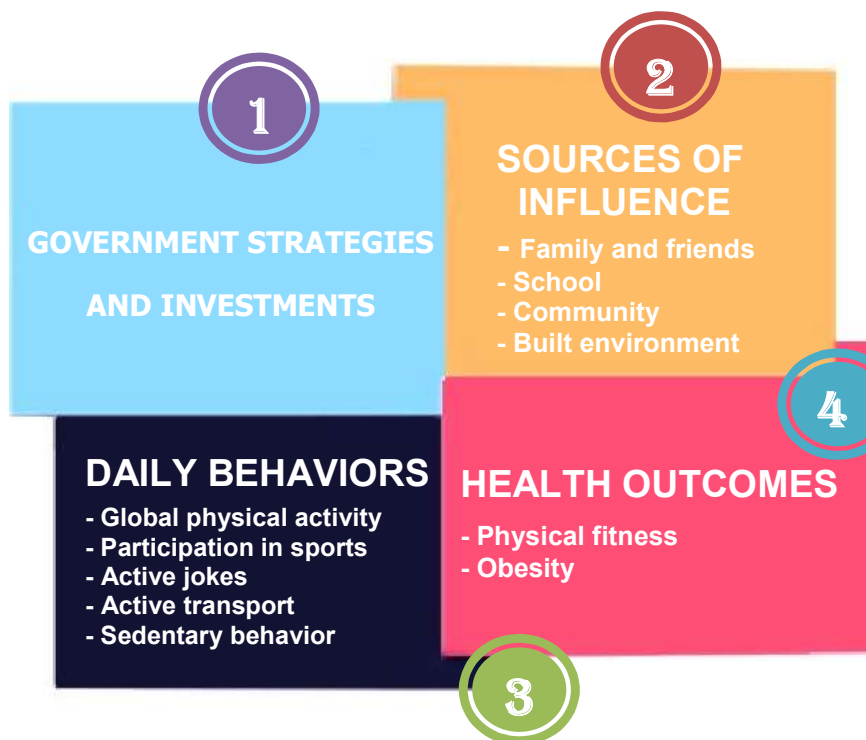 1
GOVERNMENT STRATEGIES
AND INVESTMENTS
2
SOURCES OF
INFLUENCE
- Family and friends
- School
- Community
- Built environment
3
DAILY BEHAVIORS
- Global physical activity
- Participation in sports
- Active jokes
- Active transport
- Sedentary behavior
4
HEALTH OUTCOMES
- Physical fitness
- Obesity